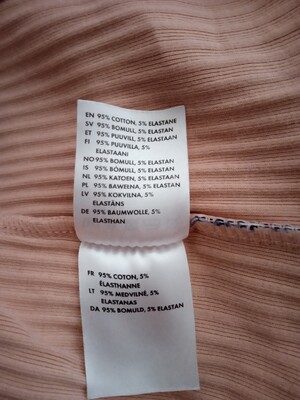 EN 95% COTTON, 5% ELASTANE
SV 95% BOMULL, 5% ELASTAN
ET 95% PUUVILL, 5% ELASTAAN
FI 95% PUUVILLA, 5%
ELASTAANI
NO 95% BOMULL, 5% ELASTAN
IS 95% BÓMULL, 5% ELASTAN
NL 95% KATOEN, 5% ELASTAAN
PL 95% BAWEŁNA, 5% ELASTAN
LV 95% KOKVILNA, 5%
ELASTĀNS
DE 95% BAUMWOLLE, 5%
ELASTHAN
FR 95% COTON, 5%
ÉLASTHANNE
LT 95% MEDVILNĖ, 5%
ELASTANAS
DA 95% BOMULD, 5% ELASTAN